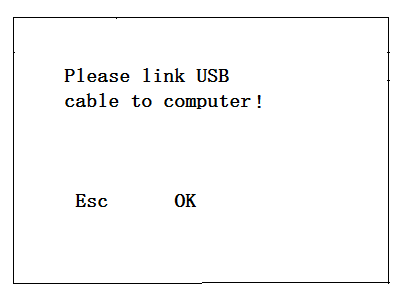 Please link USB
cable to computer!
Esc OK